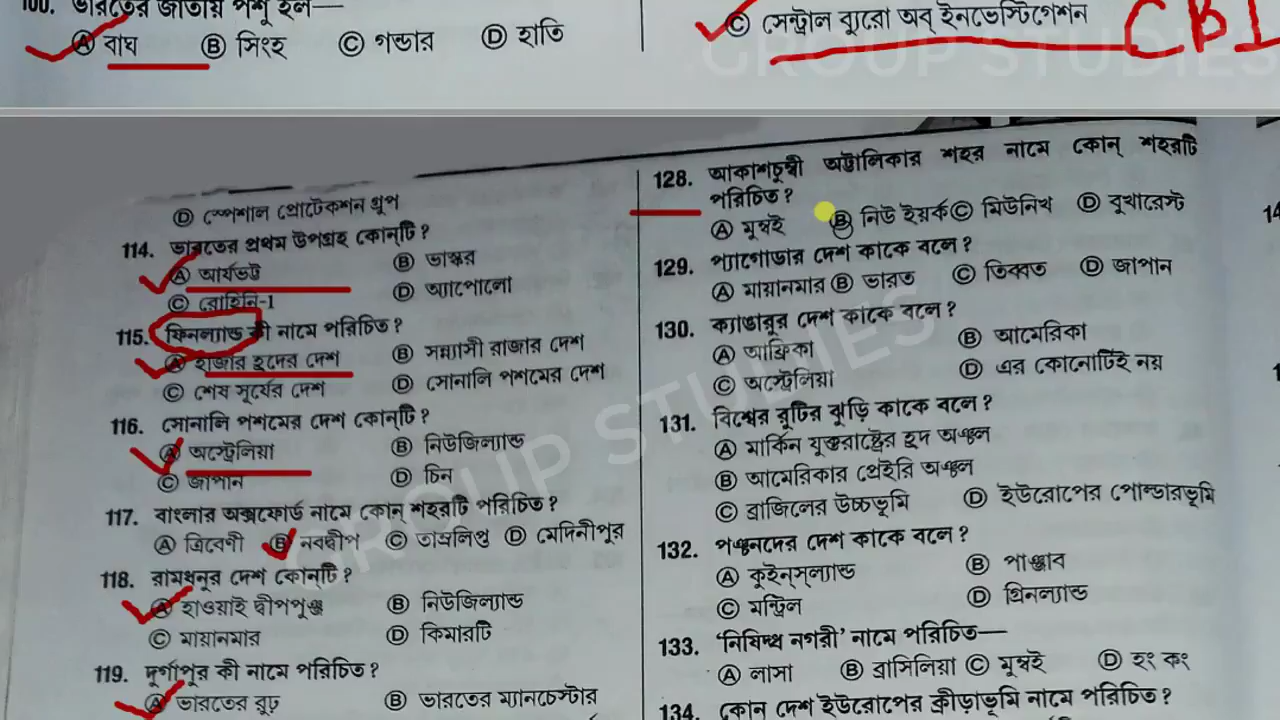 100. ভারতের জাতীয় পশু হল—
Ⓐ বাঘ Ⓑ সিংহ Ⓒ গন্ডার Ⓓ হাতি
Ⓒ সেন্ট্রাল ব্যুরো অব্ ইনভেস্টিগেশন CBI
GROUP STUDIES
Ⓓ স্পেশাল প্রোটেকশন গ্রুপ
114. ভারতের প্রথম উপগ্রহ কোন্‌টি?
Ⓐ আর্যভট্ট Ⓑ ভাস্কর
Ⓒ রোহিনি-1 Ⓓ অ্যাপোলো
115. ফিনল্যান্ড কী নামে পরিচিত?
Ⓐ হাজার হ্রদের দেশ Ⓑ সন্ন্যাসী রাজার দেশ
Ⓒ শেষ সূর্যের দেশ Ⓓ সোনালি পশমের দেশ
116. সোনালি পশমের দেশ কোন্‌টি?
Ⓐ অস্ট্রেলিয়া Ⓑ নিউজিল্যান্ড
Ⓒ জাপান Ⓓ চিন
117. বাংলার অক্সফোর্ড নামে কোন্ শহরটি পরিচিত?
Ⓐ ত্রিবেণী Ⓑ নবদ্বীপ Ⓒ তাম্রলিপ্ত Ⓓ মেদিনীপুর
118. রামধনুর দেশ কোন্‌টি?
Ⓐ হাওয়াই দ্বীপপুঞ্জ Ⓑ নিউজিল্যান্ড
Ⓒ মায়ানমার Ⓓ কিমারটি
119. দুর্গাপুর কী নামে পরিচিত?
Ⓐ ভারতের রূঢ় Ⓑ ভারতের ম্যানচেস্টার
128. আকাশচুম্বী অট্টালিকার শহর নামে কোন্ শহরটি
পরিচিত?
Ⓐ মুম্বই Ⓑ নিউ ইয়র্ক Ⓒ মিউনিখ Ⓓ বুখারেস্ট
129. প্যাগোডার দেশ কাকে বলে?
Ⓐ মায়ানমার Ⓑ ভারত Ⓒ তিব্বত Ⓓ জাপান
130. ক্যাঙারুর দেশ কাকে বলে?
Ⓐ আফ্রিকা Ⓑ আমেরিকা
Ⓒ অস্ট্রেলিয়া Ⓓ এর কোনোটিই নয়
131. বিশ্বের রুটির ঝুড়ি কাকে বলে?
Ⓐ মার্কিন যুক্তরাষ্ট্রের হ্রদ অঞ্চল
Ⓑ আমেরিকার প্রেইরি অঞ্চল
Ⓒ ব্রাজিলের উচ্চভূমি Ⓓ ইউরোপের পোল্ডারভূমি
132. পঞ্চনদের দেশ কাকে বলে?
Ⓐ কুইন্‌স্‌ল্যান্ড Ⓑ পাঞ্জাব
Ⓒ মন্ট্রিল Ⓓ গ্রিনল্যান্ড
133. ‘নিষিদ্ধ নগরী’ নামে পরিচিত—
Ⓐ লাসা Ⓑ ব্রাসিলিয়া Ⓒ মুম্বই Ⓓ হং কং
134. কোন দেশ ইউরোপের ক্রীড়াভূমি নামে পরিচিত?
GROUP STUDIES